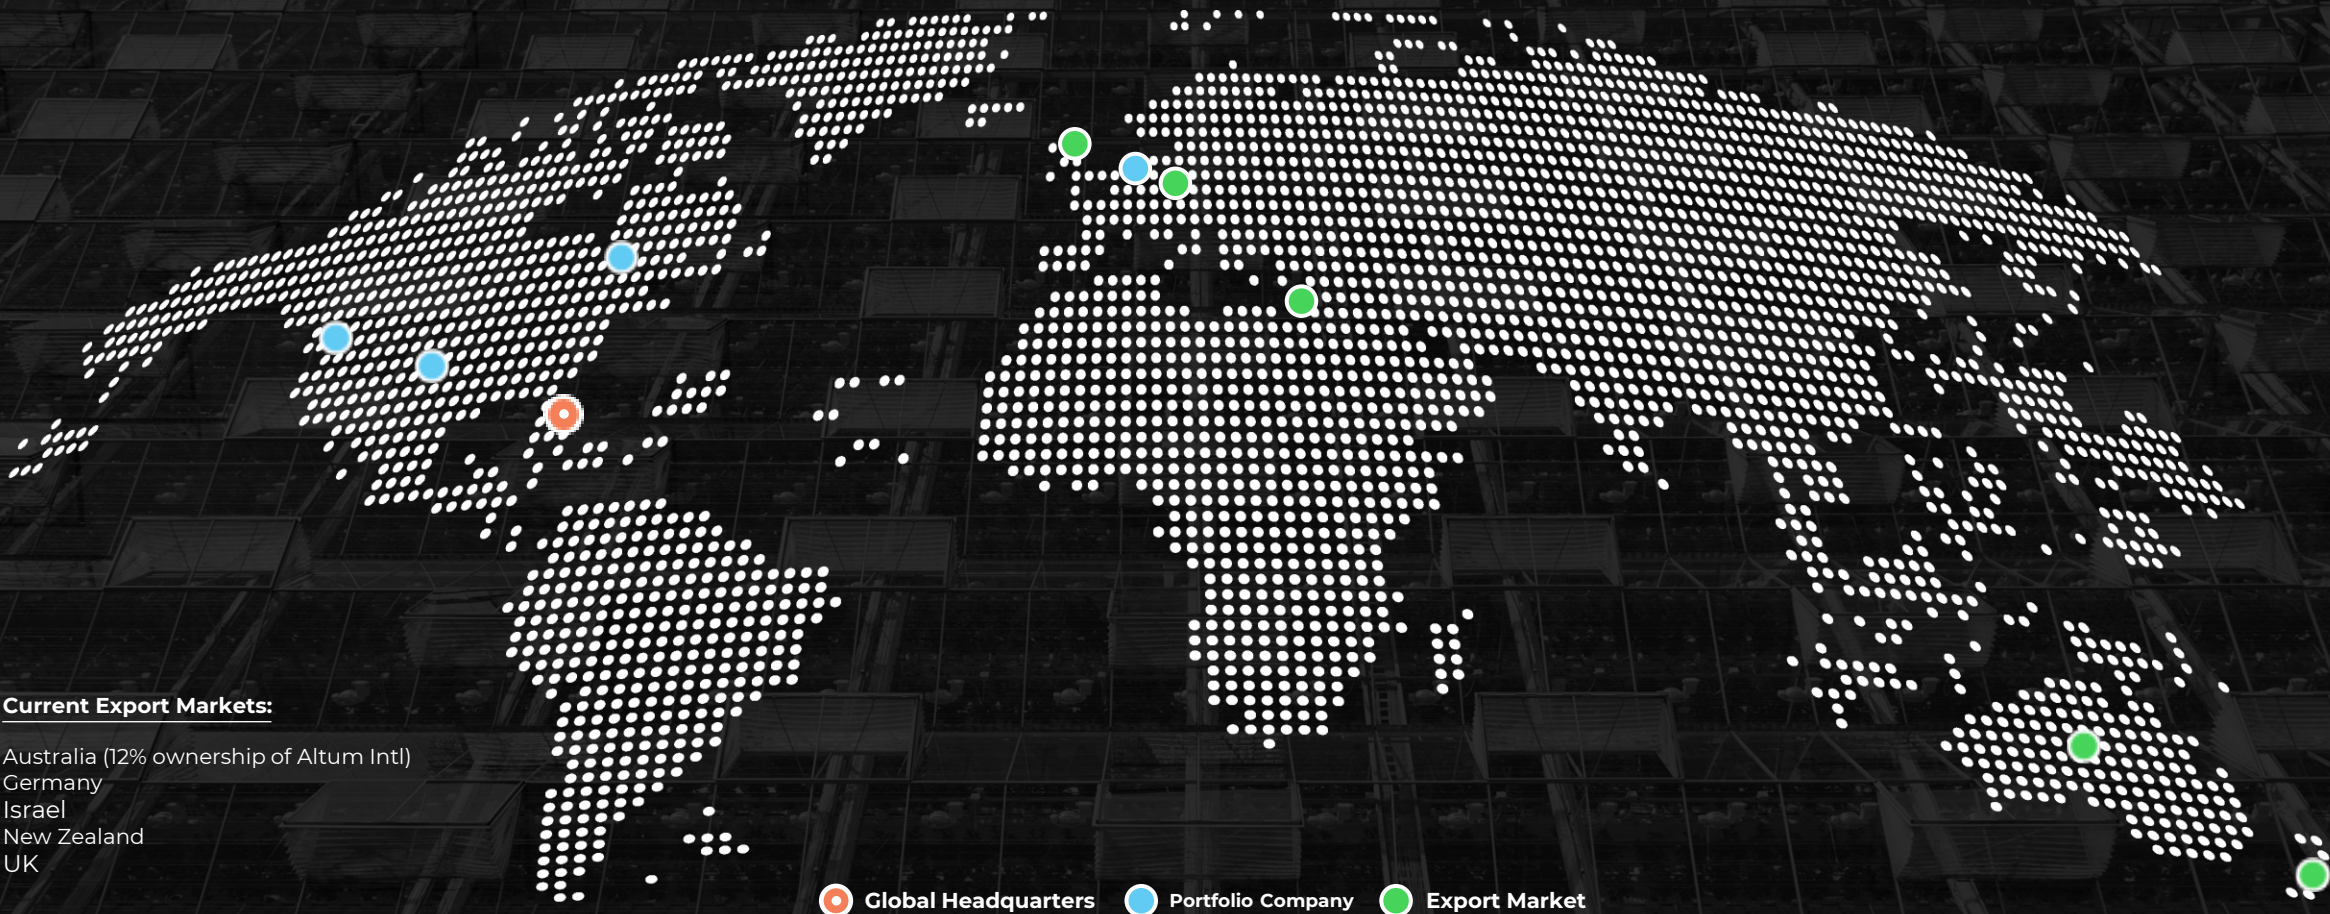 Current Export Markets:
Australia (12% ownership of Altum Intl)
Germany
Israel
New Zealand
UK
Global Headquarters
Portfolio Company
Export Market